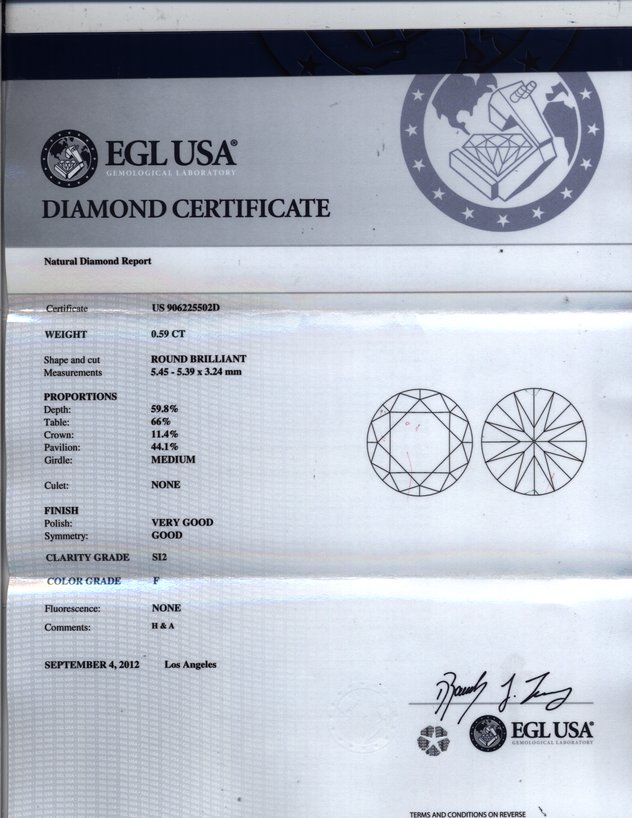 EGL USA®
GEMOLOGICAL LABORATORY
DIAMOND CERTIFICATE
Natural Diamond Report
Certificate US 906225502D
WEIGHT 0.59 CT
Shape and cut ROUND BRILLIANT
Measurements 5.45 - 5.39 x 3.24 mm
PROPORTIONS
Depth: 59.8%
Table: 66%
Crown: 11.4%
Pavilion: 44.1%
Girdle: MEDIUM
Culet: NONE
FINISH
Polish: VERY GOOD
Symmetry: GOOD
CLARITY GRADE SI2
COLOR GRADE F
Fluorescence: NONE
Comments: H & A
SEPTEMBER 4, 2012 Los Angeles
EGL USA®
GEMOLOGICAL LABORATORY
TERMS AND CONDITIONS ON REVERSE